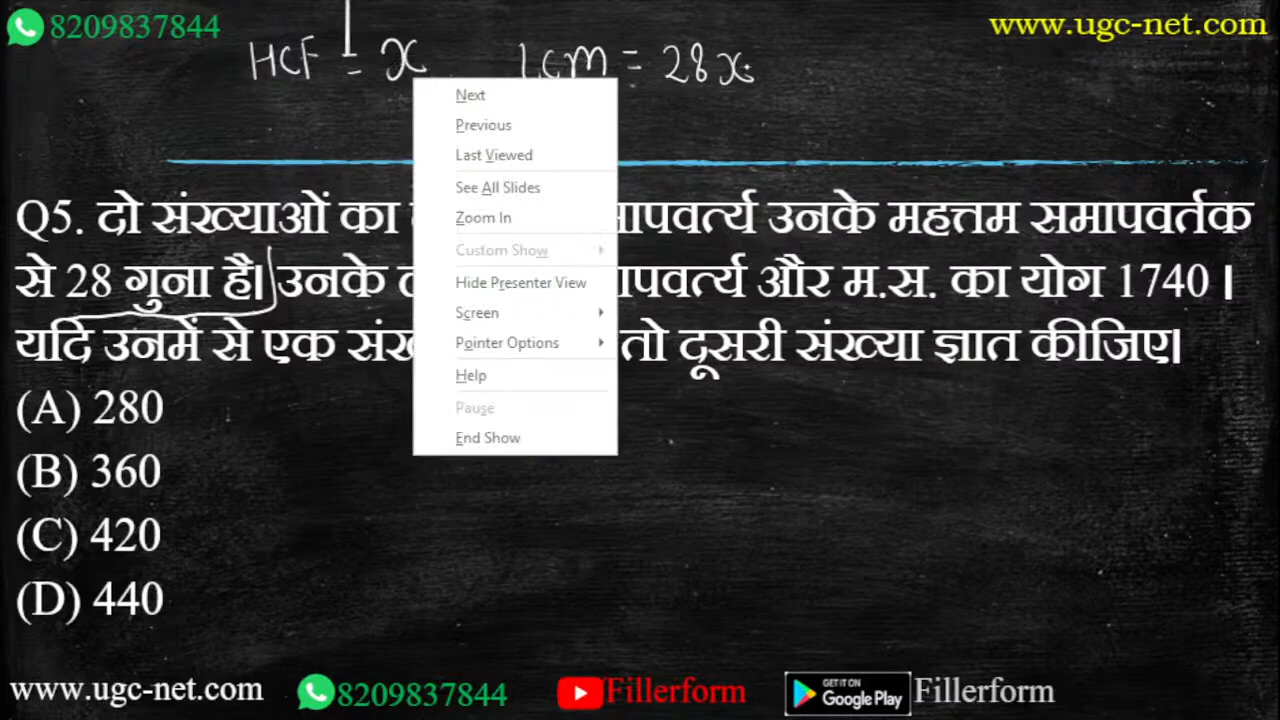 8209837844
www.ugc-net.com
HCF = x
Lcm = 28x
Next
Previous
Last Viewed
See All Slides
Zoom In
Custom Show
Hide Presenter View
Screen
Pointer Options
Help
Pause
End Show
Q5. दो संख्याओं का उनके महत्तम समापवर्तक
से 28 गुना है। उनके और म.स. का योग 1740 ।
यदि उनमें से एक तो दूसरी संख्या ज्ञात कीजिए।
(A) 280
(B) 360
(C) 420
(D) 440
www.ugc-net.com
8209837844
Fillerform
GET IT ON
Google Play
Fillerform